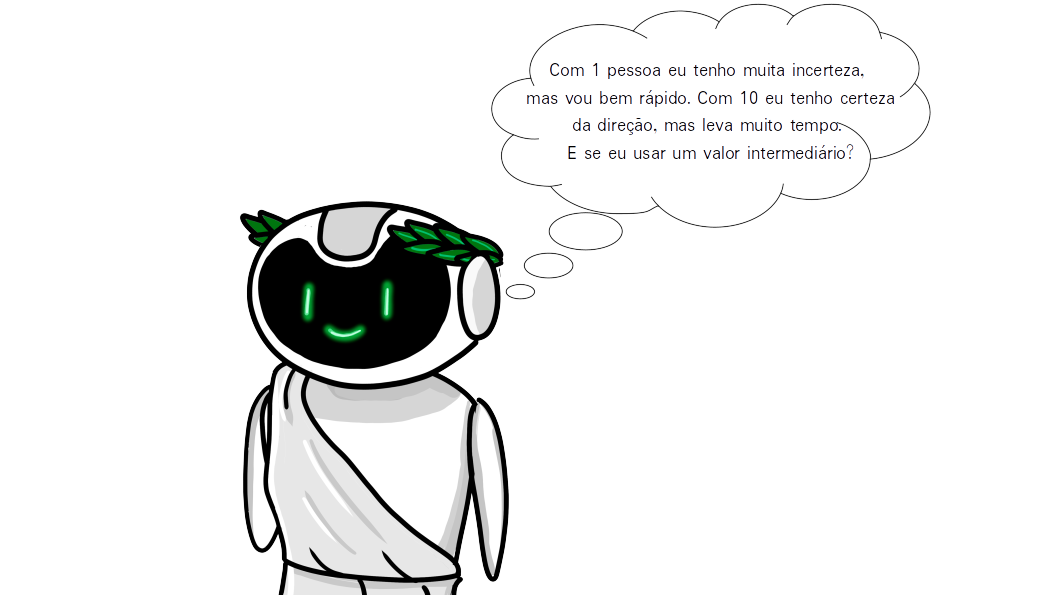 Com 1 pessoa eu tenho muita incerteza,
mas vou bem rápido. Com 10 eu tenho certeza
da direção, mas leva muito tempo.
E se eu usar um valor intermediário?